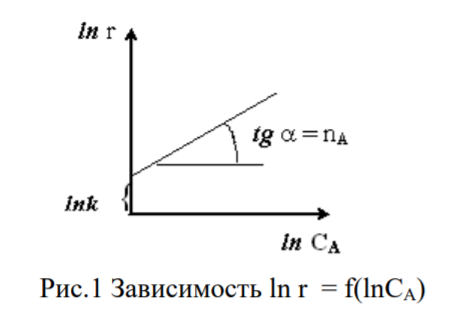 ln r
tg α = nA
lnk
ln CA
Рис.1 Зависимость ln r = f(lnCA)